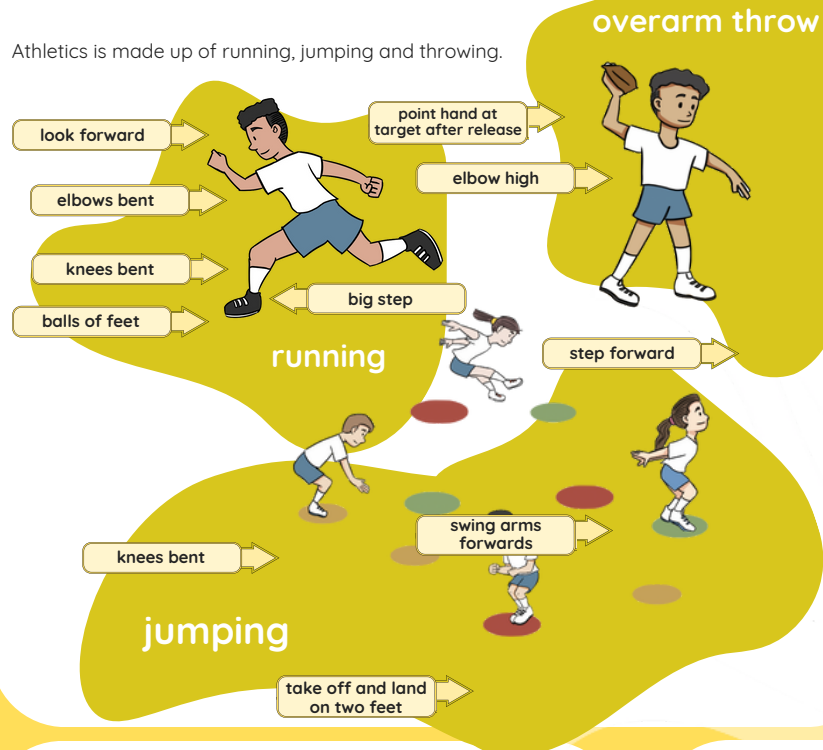 overarm throw
Athletics is made up of running, jumping and throwing.
point hand at
target after release
look forward
elbow high
elbows bent
knees bent
big step
balls of feet
running
step forward
swing arms
forwards
knees bent
jumping
take off and land
on two feet